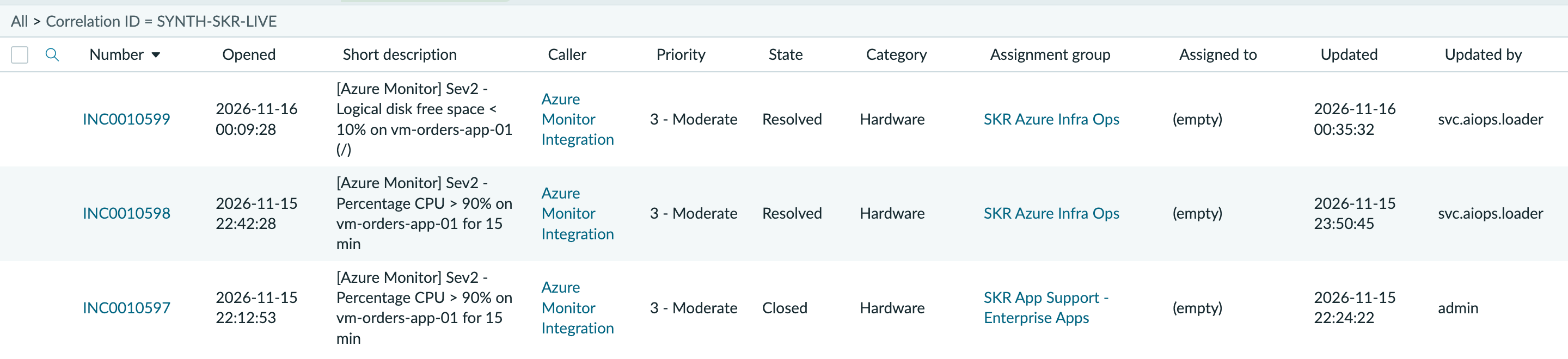 All > Correlation ID = SYNTH-SKR-LIVE
Number Opened Short description Caller Priority State Category Assignment group Assigned to Updated Updated by
INC0010599
2026-11-16
00:09:28
[Azure Monitor] Sev2 -
Logical disk free space <
10% on vm-orders-app-01
(/)
Azure
Monitor
Integration
3 - Moderate
Resolved
Hardware
SKR Azure Infra Ops
(empty)
2026-11-16
00:35:32
svc.aiops.loader
INC0010598
2026-11-15
22:42:28
[Azure Monitor] Sev2 -
Percentage CPU > 90% on
vm-orders-app-01 for 15
min
Azure
Monitor
Integration
3 - Moderate
Resolved
Hardware
SKR Azure Infra Ops
(empty)
2026-11-15
23:50:45
svc.aiops.loader
INC0010597
2026-11-15
22:12:53
[Azure Monitor] Sev2 -
Percentage CPU > 90% on
vm-orders-app-01 for 15
min
Azure
Monitor
Integration
3 - Moderate
Closed
Hardware
SKR App Support -
Enterprise Apps
(empty)
2026-11-15
22:24:22
admin